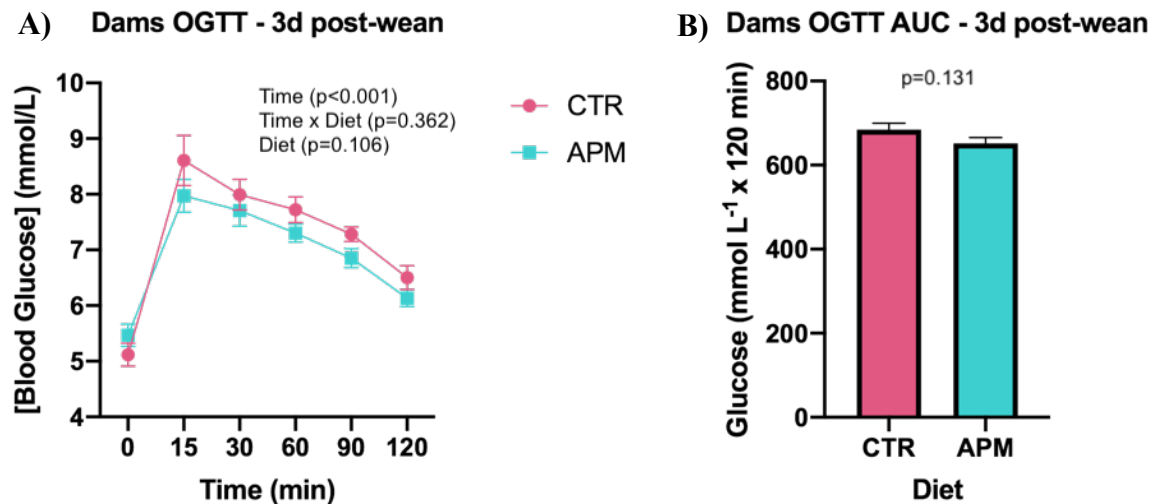 A) Dams OGTT - 3d post-wean
[Blood Glucose] (mmol/L)
10
9
8
7
6
5
4
Time (p<0.001)
Time x Diet (p=0.362)
Diet (p=0.106)
CTR
APM
0 15 30 60 90 120
Time (min)
B) Dams OGTT AUC - 3d post-wean
Glucose (mmol L⁻¹ x 120 min)
800
600
400
200
0
p=0.131
CTR APM
Diet